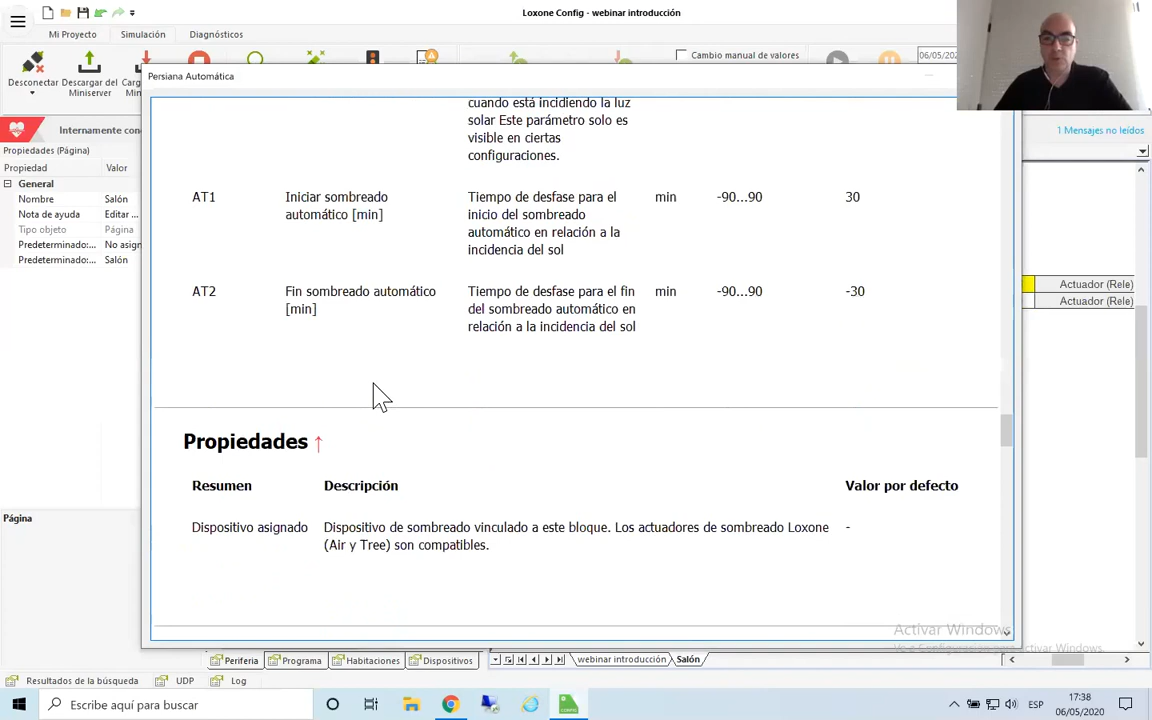 Loxone Config - webinar introducción
Mi Proyecto
Simulación
Diagnósticos
Desconectar
Descargar del
Miniserver
Cambio manual de valores
Persiana Automática
Internamente
Propiedades (Página)
Propiedad
Valor
General
Nombre
Salón
Nota de ayuda
Editar ...
Tipo objeto
Página
Predeterminado:...
No asign
Predeterminado:...
Salón
1 Mensajes no leídos
cuando está incidiendo la luz
solar Este parámetro solo es
visible en ciertas
configuraciones.
AT1
Iniciar sombreado
automático [min]
Tiempo de desfase para el
inicio del sombreado
automático en relación a la
incidencia del sol
min
-90...90
30
AT2
Fin sombreado automático
[min]
Tiempo de desfase para el fin
del sombreado automático en
relación a la incidencia del sol
min
-90...90
-30
Actuador (Rele)
Actuador (Rele)
Propiedades ↑
Resumen
Descripción
Valor por defecto
Dispositivo asignado
Dispositivo de sombreado vinculado a este bloque. Los actuadores de sombreado Loxone
(Air y Tree) son compatibles.
-
Página
Activar Windows
Periferia
Programa
Habitaciones
Dispositivos
webinar introducción
Salón
Resultados de la búsqueda
UDP
Log
Escribe aquí para buscar
ESP
17:38
06/05/2020